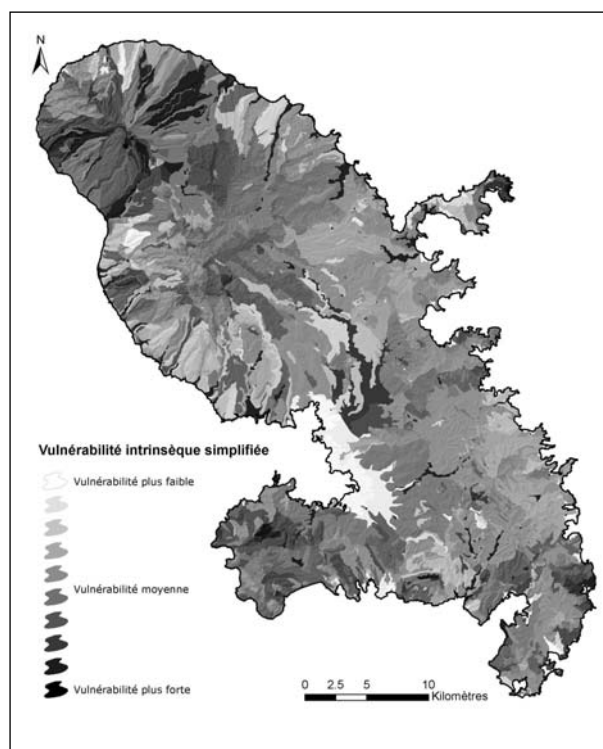 N
Vulnérabilité intrinsèque simplifiée
Vulnérabilité plus faible
Vulnérabilité moyenne
Vulnérabilité plus forte
0 2.5 5 10
Kilomètres